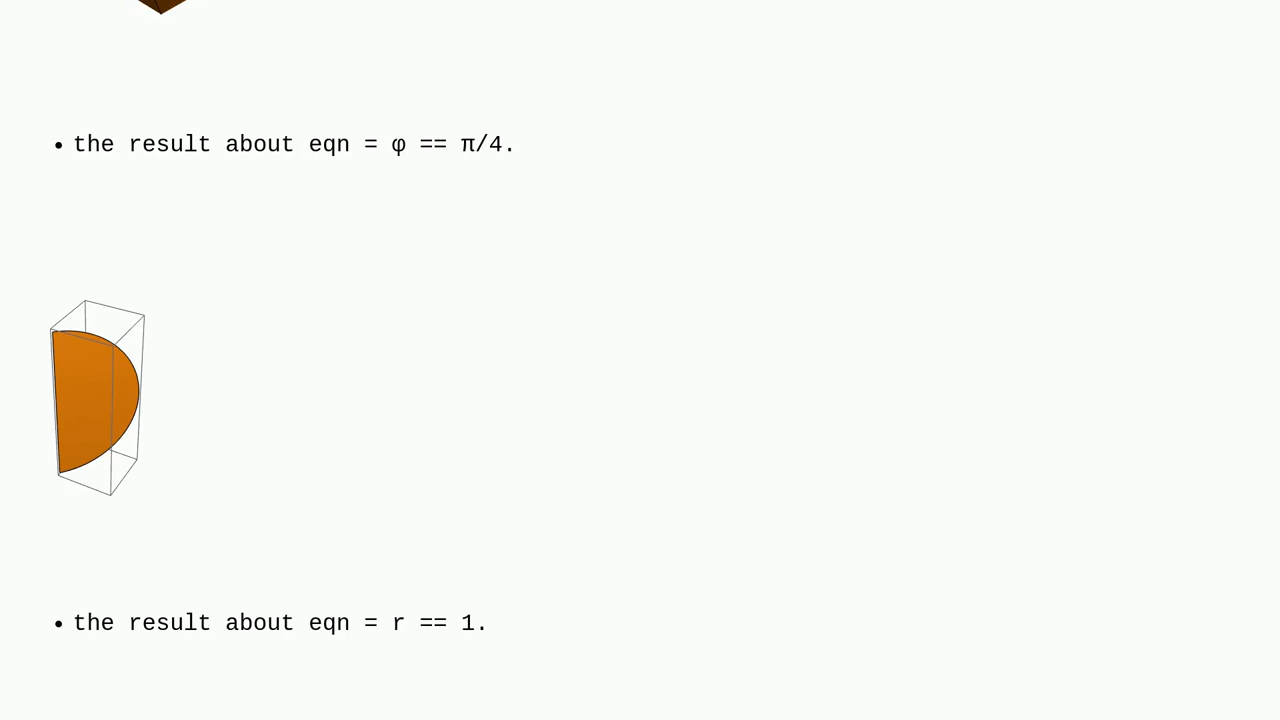 • the result about eqn = φ == π/4.
• the result about eqn = r == 1.